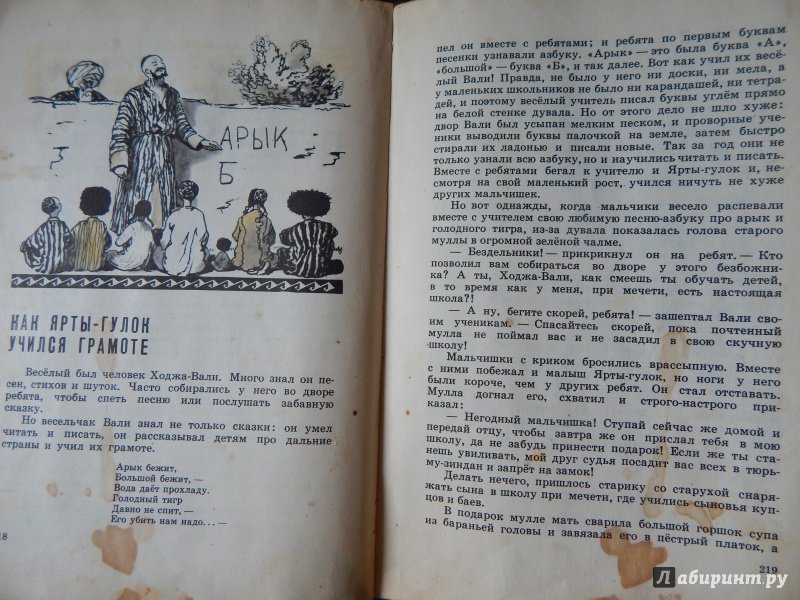 АРЫК
Б
КАК ЯРТЫ-ГУЛОК
УЧИЛСЯ ГРАМОТЕ
Весёлый был человек Ходжа-Вали. Много знал он пе-
сен, стихов и шуток. Часто собирались у него во дворе
ребята, чтобы спеть песню или послушать забавную
сказку.
Но весельчак Вали знал не только сказки: он умел
читать и писать, он рассказывал детям про дальние
страны и учил их грамоте.
Арык бежит,
Большой бежит, —
Вода даёт прохладу.
Голодный тигр
Давно не спит, —
Его убить нам надо... —
18
пел он вместе с ребятами; и ребята по первым буквам
песенки узнавали азбуку. «Арык» — это была буква «А»,
«большой» — буква «Б», и так далее. Вот как учил их весё-
лый Вали! Правда, не было у него ни доски, ни мела, а
у маленьких школьников не было ни карандашей, ни тетра-
дей, и поэтому весёлый учитель писал буквы углём прямо
на белой стенке дувала. Но от этого дело не шло хуже:
двор Вали был усыпан мелким песком, и проворные уче-
ники выводили буквы палочкой на земле, затем быстро
стирали их ладонью и писали новые. Так за год они не
только узнали всю азбуку, но и научились читать и писать.
Вместе с ребятами бегал к учителю и Ярты-гулок и, не-
смотря на свой маленький рост, учился ничуть не хуже
других мальчишек.
Но вот однажды, когда мальчики весело распевали
вместе с учителем свою любимую песню-азбуку про арык и
голодного тигра, из-за дувала показалась голова старого
муллы в огромной зелёной чалме.
— Бездельники! — прикрикнул он на ребят. — Кто
позволил вам собираться во дворе у этого безбожни-
ка? А ты, Ходжа-Вали, как смеешь ты обучать детей,
в то время как у меня, при мечети, есть настоящая
школа?!
— А ну, бегите скорей, ребята! — зашептал Вали сво-
им ученикам. — Спасайтесь скорей, пока почтенный
мулла не поймал вас и не засадил в свою скучную
школу!
Мальчишки с криком бросились врассыпную. Вместе
с ними побежал и малыш Ярты-гулок, но ноги у него
были короче, чем у других ребят. Он стал отставать.
Мулла догнал его, схватил и строго-настрого при-
казал:
— Негодный мальчишка! Ступай сейчас же домой и
передай отцу, чтобы завтра же он прислал тебя в мою
школу, да не забудь принести подарок! Если же ты ста-
нешь увиливать, мой друг судья посадит вас всех в тюрь-
му-зиндан и запрёт на замок!
Делать нечего, пришлось старику со старухой снаря-
жать сына в школу при мечети, где учились сыновья куп-
цов и баев.
В подарок мулле мать сварила большой горшок супа
из бараньей головы и завязала его в пёстрый платок, а
219
Лабиринт.ру